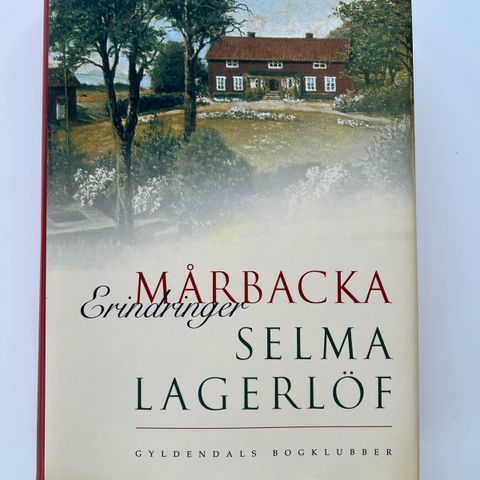 MÅRBACKA
Erindringer
SELMA
LAGERLÖF
GYLDENDALS BOGKLUBBER